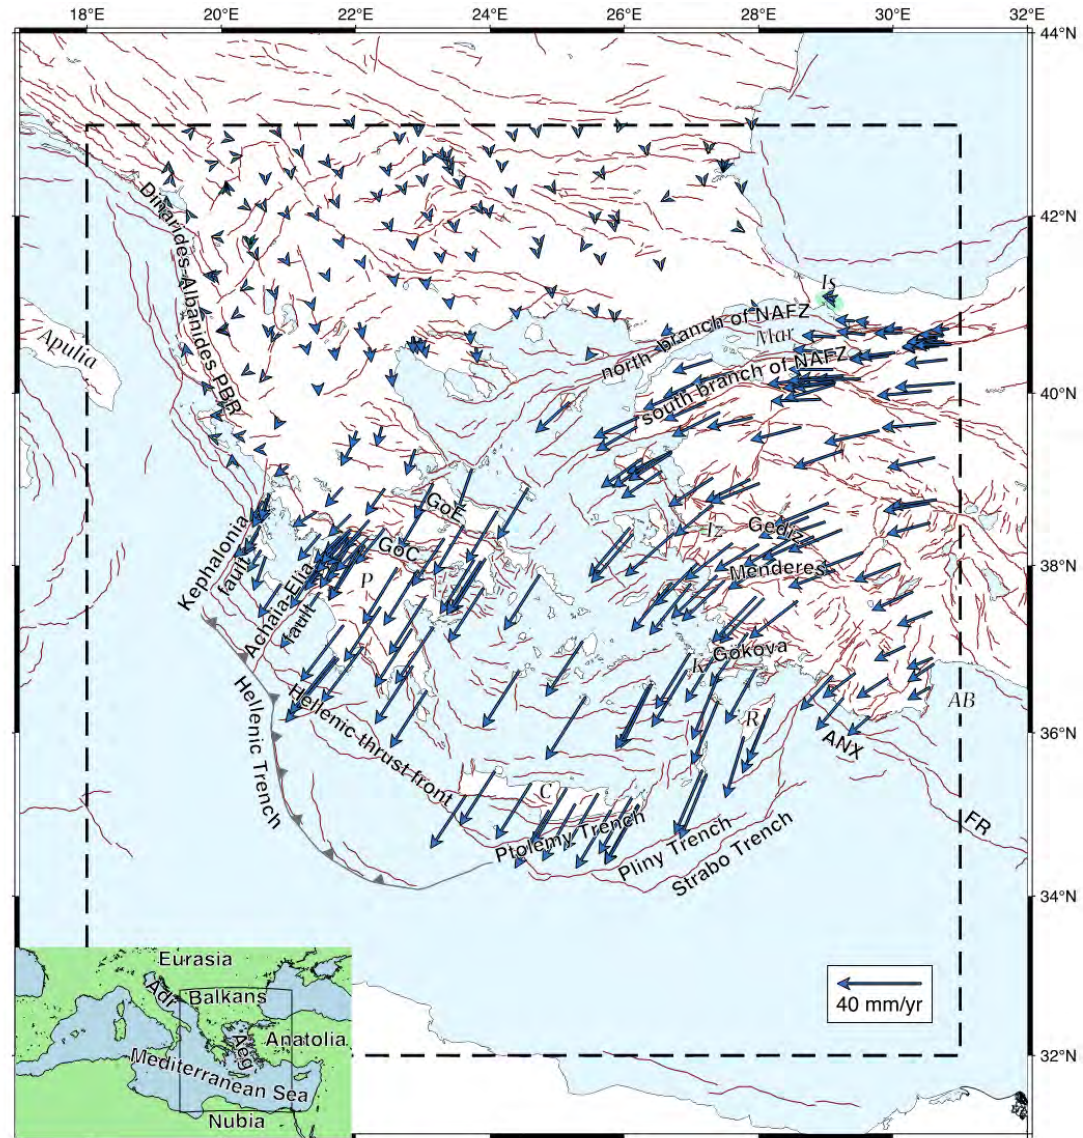 18°E
20°E
22°E
24°E
26°E
28°E
30°E
32°E
44°N
42°N
40°N
38°N
36°N
34°N
32°N
Dinarides-Albanides PBR
Apulia
Is
north branch of NAFZ
Mar
south branch of NAFZ
GoE
GoC
Iz
Gediz
Menderes
Kephalonia
fault
Achaia-Elia
fault
P
Gokova
K
R
AB
ANX
FR
Hellenic Trench
Hellenic thrust front
C
Ptolemy Trench
Pliny Trench
Strabo Trench
40 mm/yr
Eurasia
Adr
Balkans
Aeg
Anatolia
Mediterranean Sea
Nubia